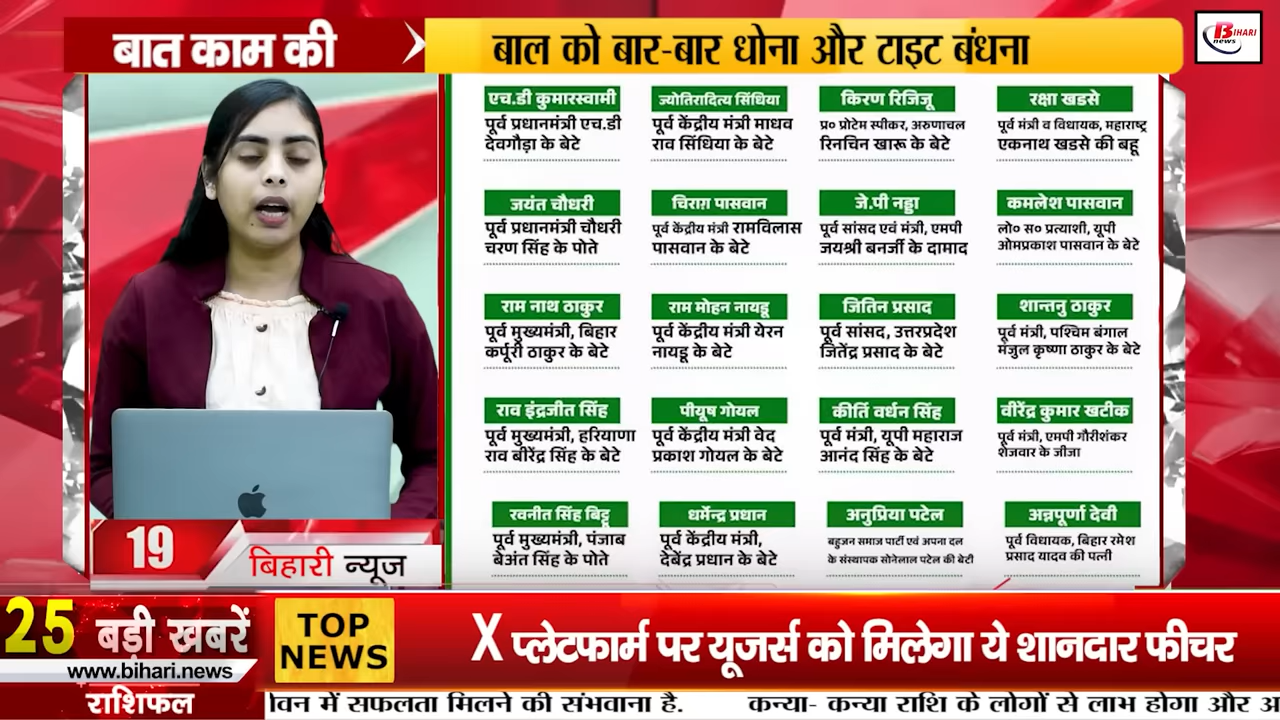 बात काम की
बाल को बार-बार धोना और टाइट बंधना
BIHARI
news
एच.डी कुमारस्वामी
पूर्व प्रधानमंत्री एच.डी
देवगौड़ा के बेटे
ज्योतिरादित्य सिंधिया
पूर्व केंद्रीय मंत्री माधव
राव सिंधिया के बेटे
किरण रिजिजू
प्र० प्रोटेम स्पीकर, अरुणाचल
रिनचिन खारू के बेटे
रक्षा खडसे
पूर्व मंत्री व विधायक, महाराष्ट्र
एकनाथ खडसे की बहू
जयंत चौधरी
पूर्व प्रधानमंत्री चौधरी
चरण सिंह के पोते
चिराग़ पासवान
पूर्व केंद्रीय मंत्री रामविलास
पासवान के बेटे
जे.पी नड्डा
पूर्व सांसद एवं मंत्री, एमपी
जयश्री बनर्जी के दामाद
कमलेश पासवान
लो० स० प्रत्याशी, यूपी
ओमप्रकाश पासवान के बेटे
राम नाथ ठाकुर
पूर्व मुख्यमंत्री, बिहार
कर्पूरी ठाकुर के बेटे
राम मोहन नायडू
पूर्व केंद्रीय मंत्री येरन
नायडू के बेटे
जितिन प्रसाद
पूर्व सांसद, उत्तरप्रदेश
जितेंद्र प्रसाद के बेटे
शान्तनु ठाकुर
पूर्व मंत्री, पश्चिम बंगाल
मंजुल कृष्णा ठाकुर के बेटे
राव इंद्रजीत सिंह
पूर्व मुख्यमंत्री, हरियाणा
राव बीरेंद्र सिंह के बेटे
पीयूष गोयल
पूर्व केंद्रीय मंत्री वेद
प्रकाश गोयल के बेटे
कीर्ति वर्धन सिंह
पूर्व मंत्री, यूपी महाराज
आनंद सिंह के बेटे
वीरेंद्र कुमार खटीक
पूर्व मंत्री, एमपी गौरीशंकर
शेजवार के जीजा
रवनीत सिंह बिट्टू
पूर्व मुख्यमंत्री, पंजाब
बेअंत सिंह के पोते
धर्मेन्द्र प्रधान
पूर्व केंद्रीय मंत्री,
देबेंद्र प्रधान के बेटे
अनुप्रिया पटेल
बहुजन समाज पार्टी एवं अपना दल
के संस्थापक सोनेलाल पटेल की बेटी
अन्नपूर्णा देवी
पूर्व विधायक, बिहार रमेश
प्रसाद यादव की पत्नी
19
बिहारी न्यूज
25 बड़ी खबरें
www.bihari.news
TOP
NEWS
X प्लेटफार्म पर यूजर्स को मिलेगा ये शानदार फीचर
राशिफल
में सफलता मिलने की संभवाना है. कन्या- कन्या राशि के लोगों से लाभ होगा और